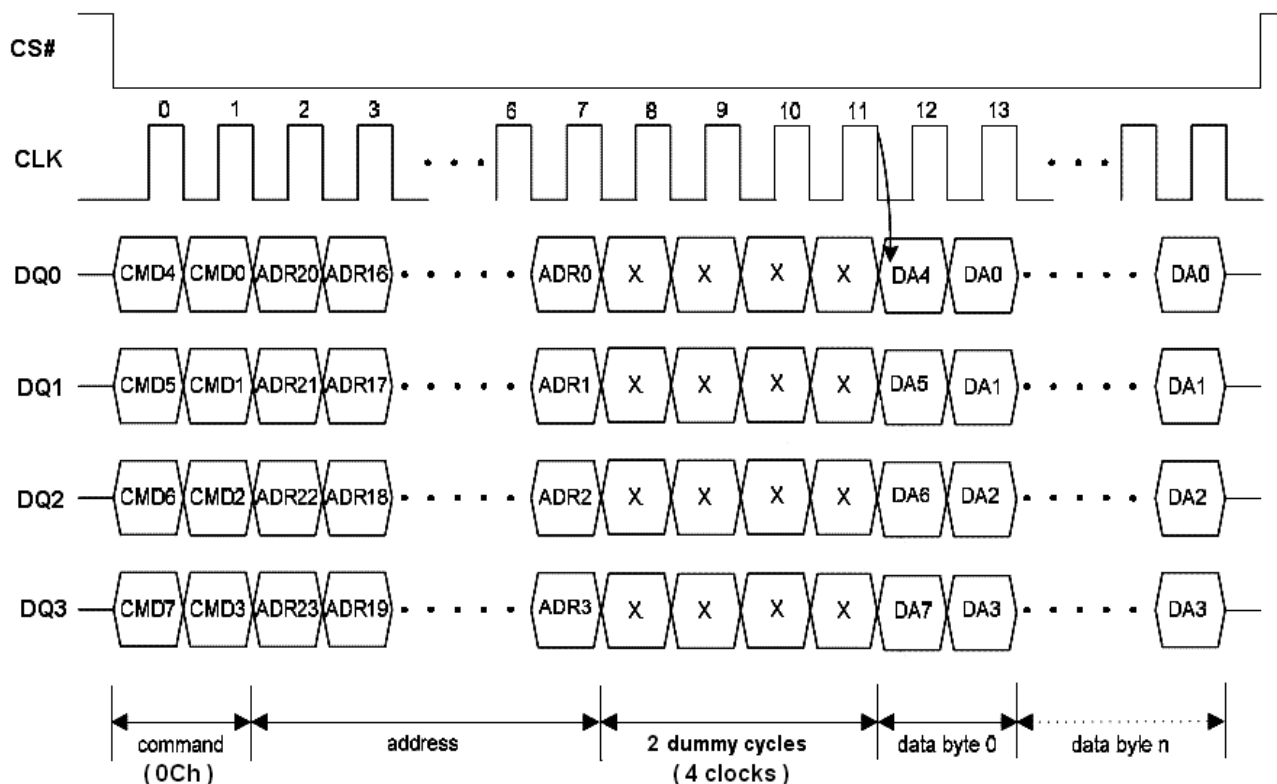 CS#
0 1 2 3 6 7 8 9 10 11 12 13
CLK
DQ0 CMD4 CMD0 ADR20 ADR16 ADR0 X X X X DA4 DA0 DA0
DQ1 CMD5 CMD1 ADR21 ADR17 ADR1 X X X X DA5 DA1 DA1
DQ2 CMD6 CMD2 ADR22 ADR18 ADR2 X X X X DA6 DA2 DA2
DQ3 CMD7 CMD3 ADR23 ADR19 ADR3 X X X X DA7 DA3 DA3
command address 2 dummy cycles data byte 0 data byle n
( 0Ch ) ( 4 clocks )